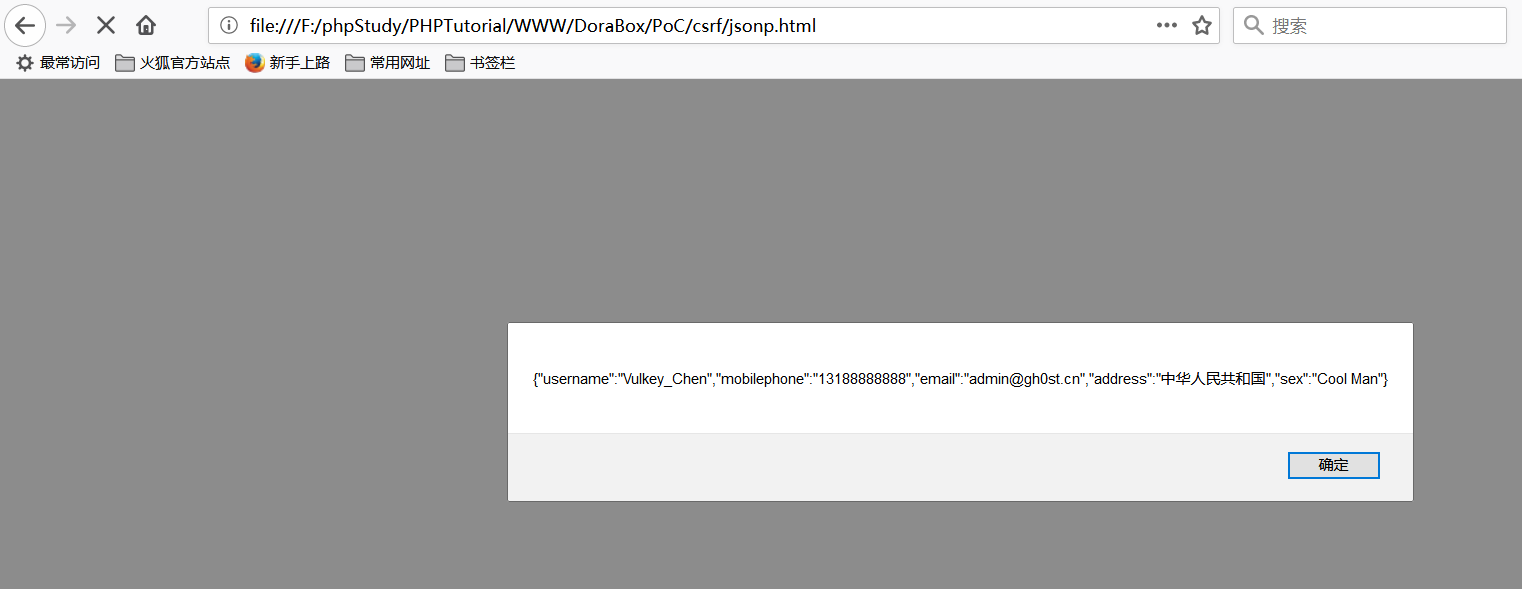 file:///F:/phpStudy/PHPTutorial/WWW/DoraBox/PoC/csrf/jsonp.html
搜索
最常访问 火狐官方站点 新手上路 常用网址 书签栏
{"username":"Vulkey_Chen","mobilephone":"13188888888","email":"admin@gh0st.cn","address":"中华人民共和国","sex":"Cool Man"}
确定